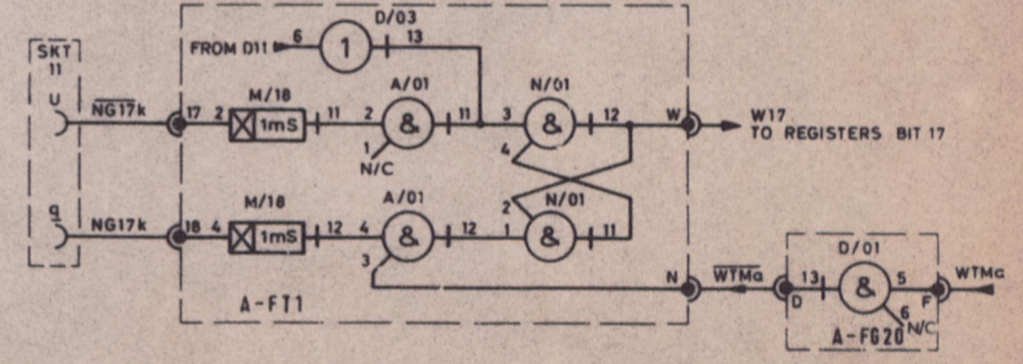 D/03
FROM D11 6 1 13
SKT
11
U
NG17k
17 2
M/18
1mS
11
A/01
2 & 11
1
N/C
N/01
3 & 12
4
W
W17
TO REGISTERS BIT 17
q
NG17k
18 4
M/18
1mS
12
A/01
4 & 12
3
N/01
2
1 & 11
N
WTMa
A-FT1
D/01
D 13 & 5 F
6 N/C
WTMa
A-FG20